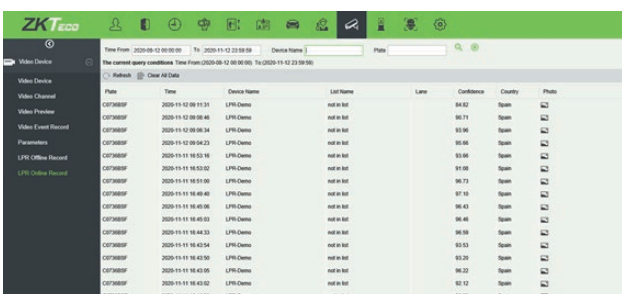 ZKTeco
Time From 2020-08-12 00:00:00 To 2020-11-12 23:59:59 Device Name Plate
Video Device
The current query conditions Time From:(2020-08-12 00:00:00) To:(2020-11-12 23:59:59)
Refresh Clear All Data
Video Device
Video Channel
Video Preview
Video Event Record
Parameters
LPR Offline Record
LPR Online Record
Plate Time Device Name List Name Lane Confidence Country Photo
C0736BSF 2020-11-12 09:11:31 LPR-Demo not in list 84.82 Spain
C0736BSF 2020-11-12 09:08:46 LPR-Demo not in list 90.71 Spain
C0736BSF 2020-11-12 09:06:34 LPR-Demo not in list 93.96 Spain
C0736BSF 2020-11-12 09:04:23 LPR-Demo not in list 95.66 Spain
C0736BSF 2020-11-11 16:53:16 LPR-Demo not in list 93.66 Spain
C0736BSF 2020-11-11 16:53:02 LPR-Demo not in list 91.08 Spain
C0736BSF 2020-11-11 16:51:00 LPR-Demo not in list 96.73 Spain
C0736BSF 2020-11-11 16:48:48 LPR-Demo not in list 97.10 Spain
C0736BSF 2020-11-11 16:45:06 LPR-Demo not in list 96.43 Spain
C0736BSF 2020-11-11 16:45:03 LPR-Demo not in list 96.46 Spain
C0736BSF 2020-11-11 16:44:33 LPR-Demo not in list 96.59 Spain
C0736BSF 2020-11-11 16:43:54 LPR-Demo not in list 93.53 Spain
C0736BSF 2020-11-11 16:43:50 LPR-Demo not in list 93.20 Spain
C0736BSF 2020-11-11 16:43:05 LPR-Demo not in list 96.22 Spain
C0736BSF 2020-11-11 16:43:02 LPR-Demo not in list 92.12 Spain